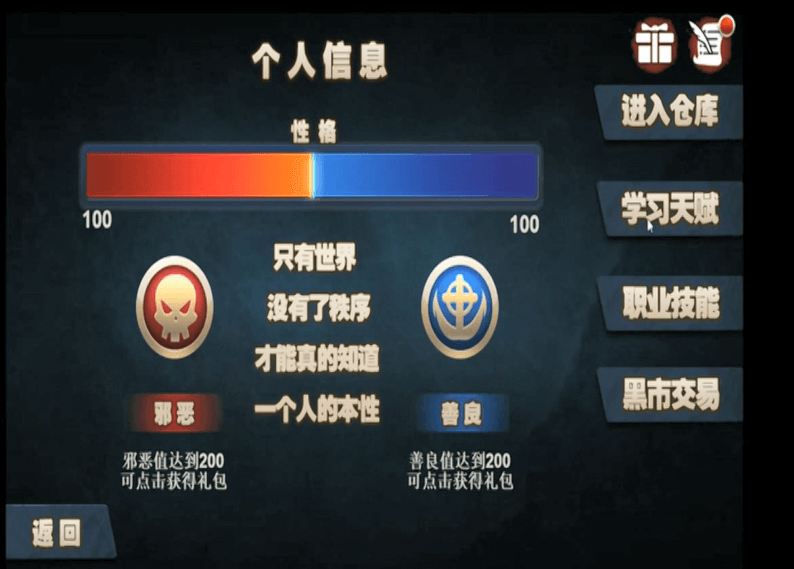 个人信息
性格
100
100
只有世界
没有了秩序
才能真的知道
一个人的本性
邪恶
善良
邪恶值达到200
可点击获得礼包
善良值达到200
可点击获得礼包
进入仓库
学习天赋
职业技能
黑市交易
返回